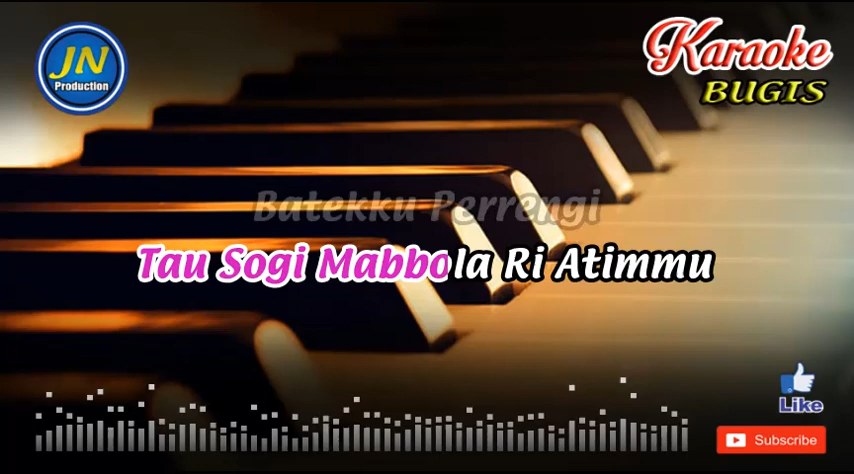 JN
Production
Karaoke
BUGIS
Batekku Perrengi
Tau Sogi Mabbola Ri Atimmu
Like
Subscribe